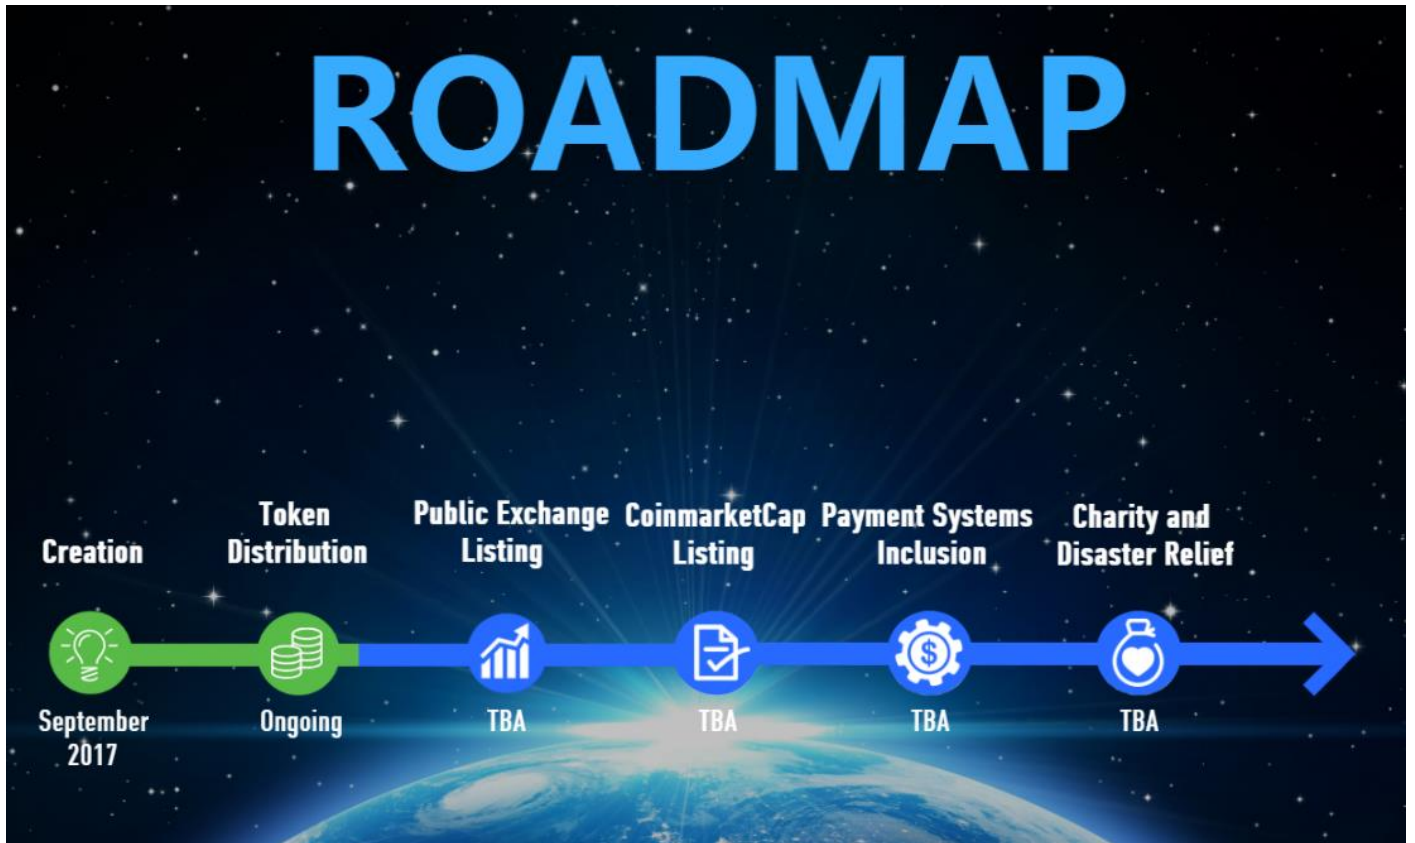 ROADMAP
Creation
Token
Distribution
Public Exchange
Listing
CoinmarketCap
Listing
Payment Systems
Inclusion
Charity and
Disaster Relief
$
September
2017
Ongoing
TBA
TBA
TBA
TBA